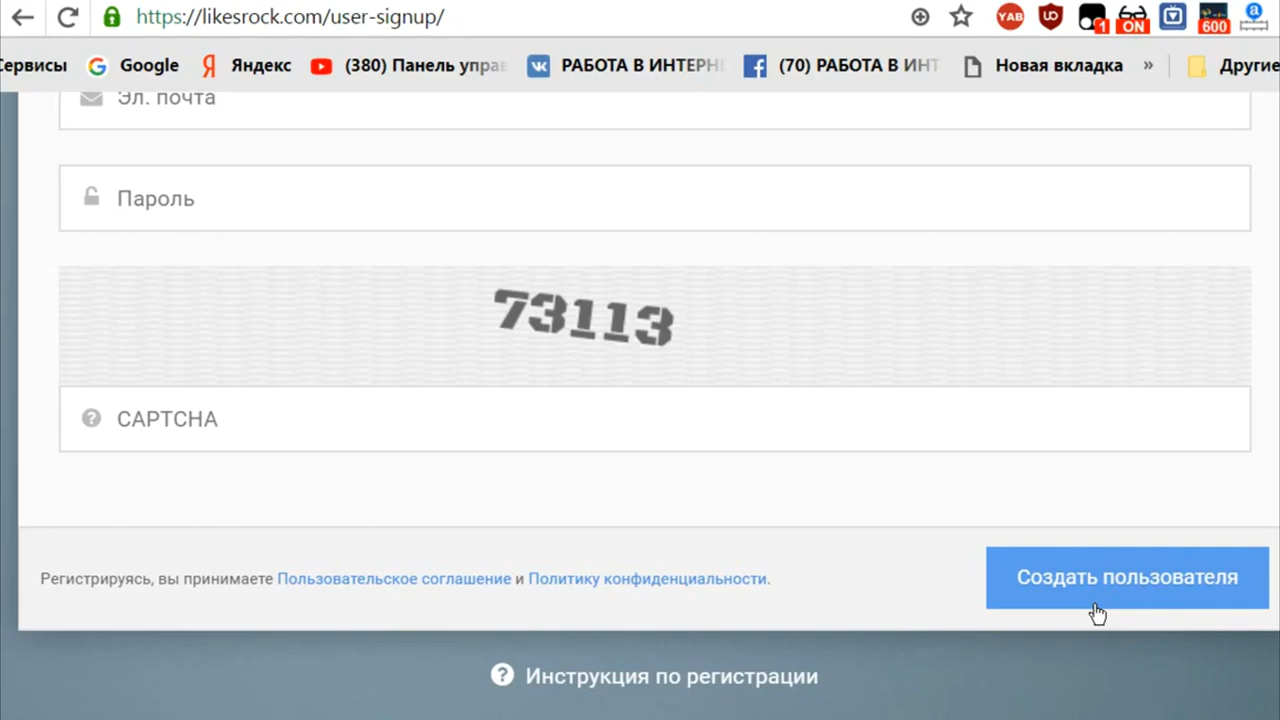 https://likesrock.com/user-signup/
YAB
UO
1
ON
600
a
Сервисы
Google
Яндекс
(380) Панель упра
РАБОТА В ИНТЕРН
(70) РАБОТА В ИНТ
Новая вкладка
»
Другие
Эл. почта
Пароль
73113
CAPTCHA
Регистрируясь, вы принимаете Пользовательское соглашение и Политику конфиденциальности.
Создать пользователя
Инструкция по регистрации